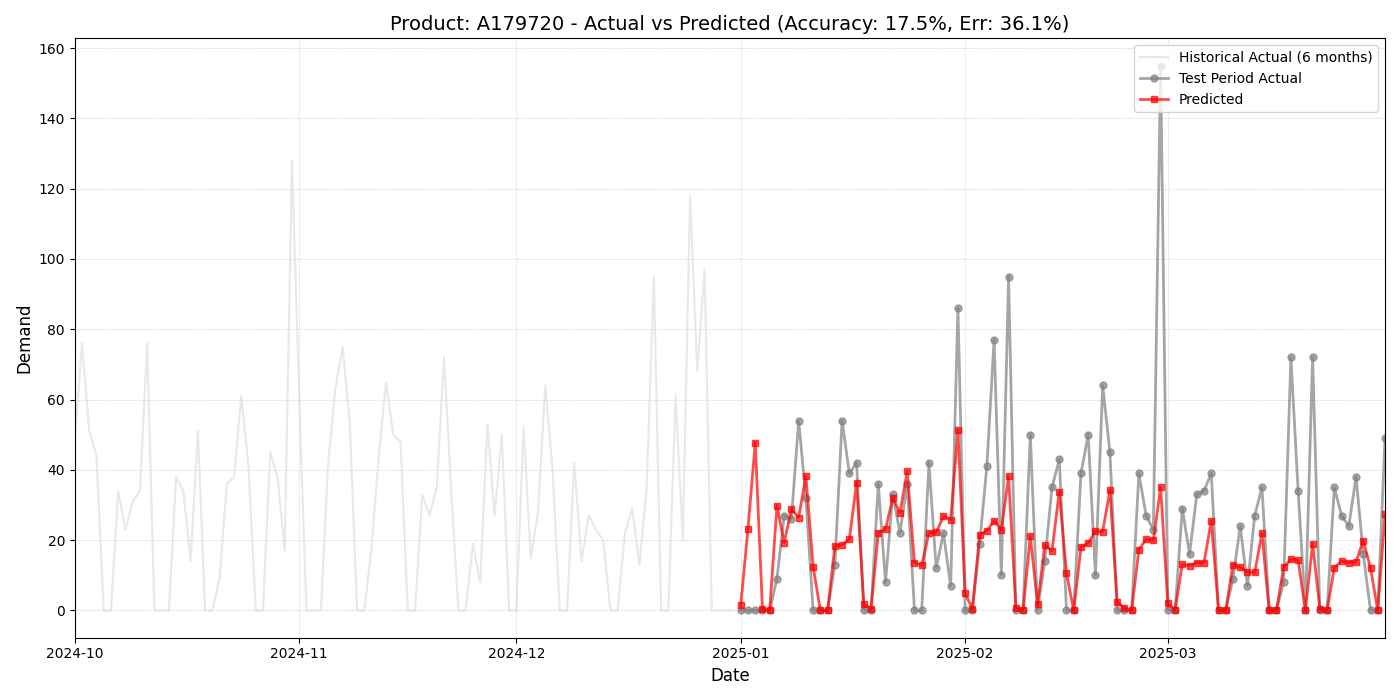 Product: A179720 - Actual vs Predicted (Accuracy: 17.5%, Err: 36.1%)
160
140
120
100
80
60
40
20
0
Demand
Historical Actual (6 months)
Test Period Actual
Predicted
2024-10
2024-11
2024-12
2025-01
2025-02
2025-03
Date